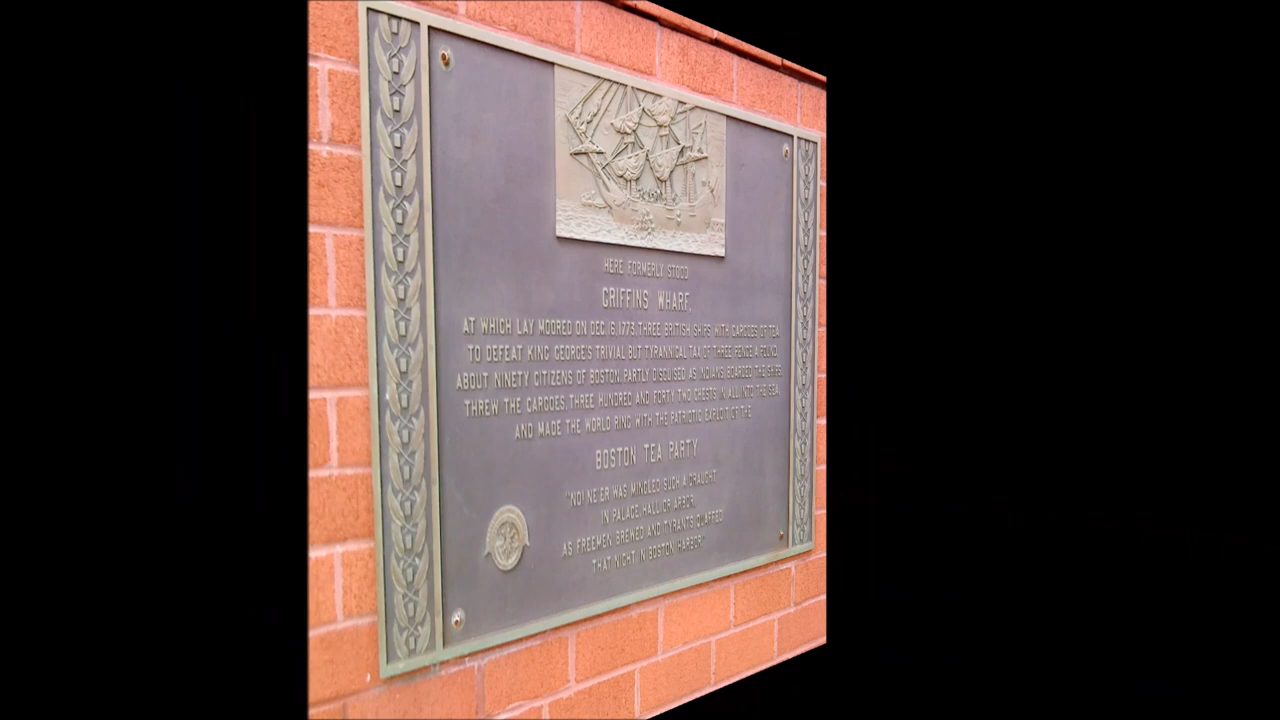 HERE FORMERLY STOOD
GRIFFINS WHARF,
AT WHICH LAY MOORED ON DEC. 16, 1773, THREE BRITISH SHIPS WITH CARGOES OF TEA.
TO DEFEAT KING GEORGE'S TRIVIAL BUT TYRANNICAL TAX OF THREE PENCE A POUND,
ABOUT NINETY CITIZENS OF BOSTON, PARTLY DISGUISED AS INDIANS, BOARDED THE SHIPS,
THREW THE CARGOES, THREE HUNDRED AND FORTY TWO CHESTS IN ALL, INTO THE SEA,
AND MADE THE WORLD RING WITH THE PATRIOTIC EXPLOIT OF THE
BOSTON TEA PARTY
"NO! NE'ER WAS MINGLED SUCH A DRAUGHT
IN PALACE, HALL, OR ARBOR,
AS FREEMEN BREWED AND TYRANTS QUAFFED
THAT NIGHT IN BOSTON HARBOR."